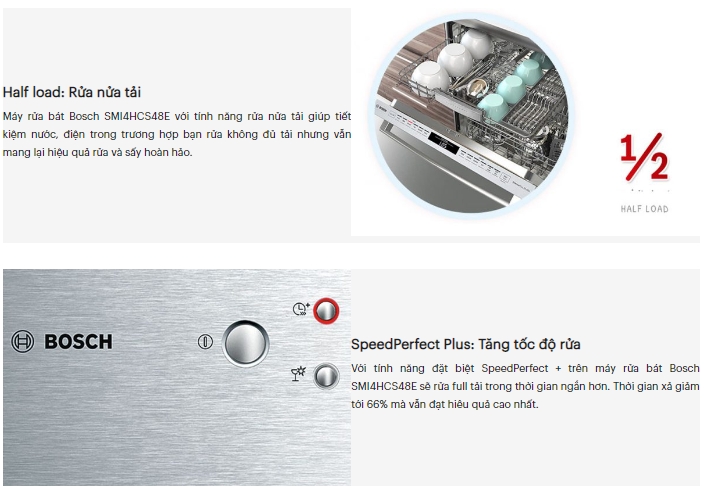 Half load: Rửa nửa tải
Máy rửa bát Bosch SMI4HCS48E với tính năng rửa nửa tải giúp tiết
kiệm nước, điện trong trương hợp bạn rửa không đủ tải nhưng vẫn
mang lại hiệu quả rửa và sấy hoàn hảo.
1/2
HALF LOAD
BOSCH
SpeedPerfect Plus: Tăng tốc độ rửa
Với tính năng đặt biệt SpeedPerfect + trên máy rửa bát Bosch
SMI4HCS48E sẽ rửa full tải trong thời gian ngắn hơn. Thời gian xả giảm
tới 66% mà vẫn đạt hiêu quả cao nhất.